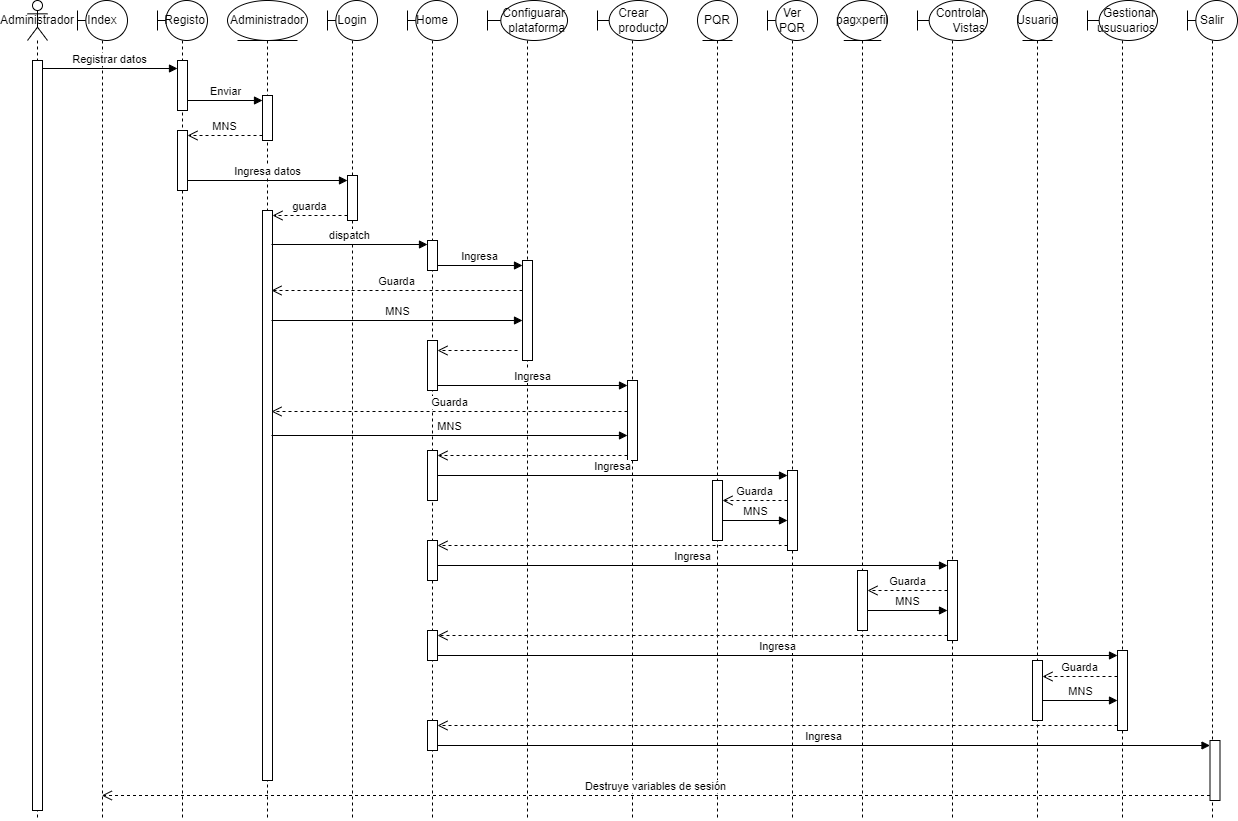 Administrador
Index
Registo
Administrador
Login
Home
Configuarar
plataforma
Crear
producto
PQR
Ver
PQR
pagxperfil
Controlar
Vistas
Usuario
Gestionar
ususuarios
Salir
Registrar datos
Enviar
MNS
Ingresa datos
guarda
dispatch
Ingresa
Guarda
MNS
Ingresa
Guarda
MNS
Ingresa
Guarda
MNS
Ingresa
Guarda
MNS
Ingresa
Guarda
MNS
Ingresa
Destruye variables de sesión